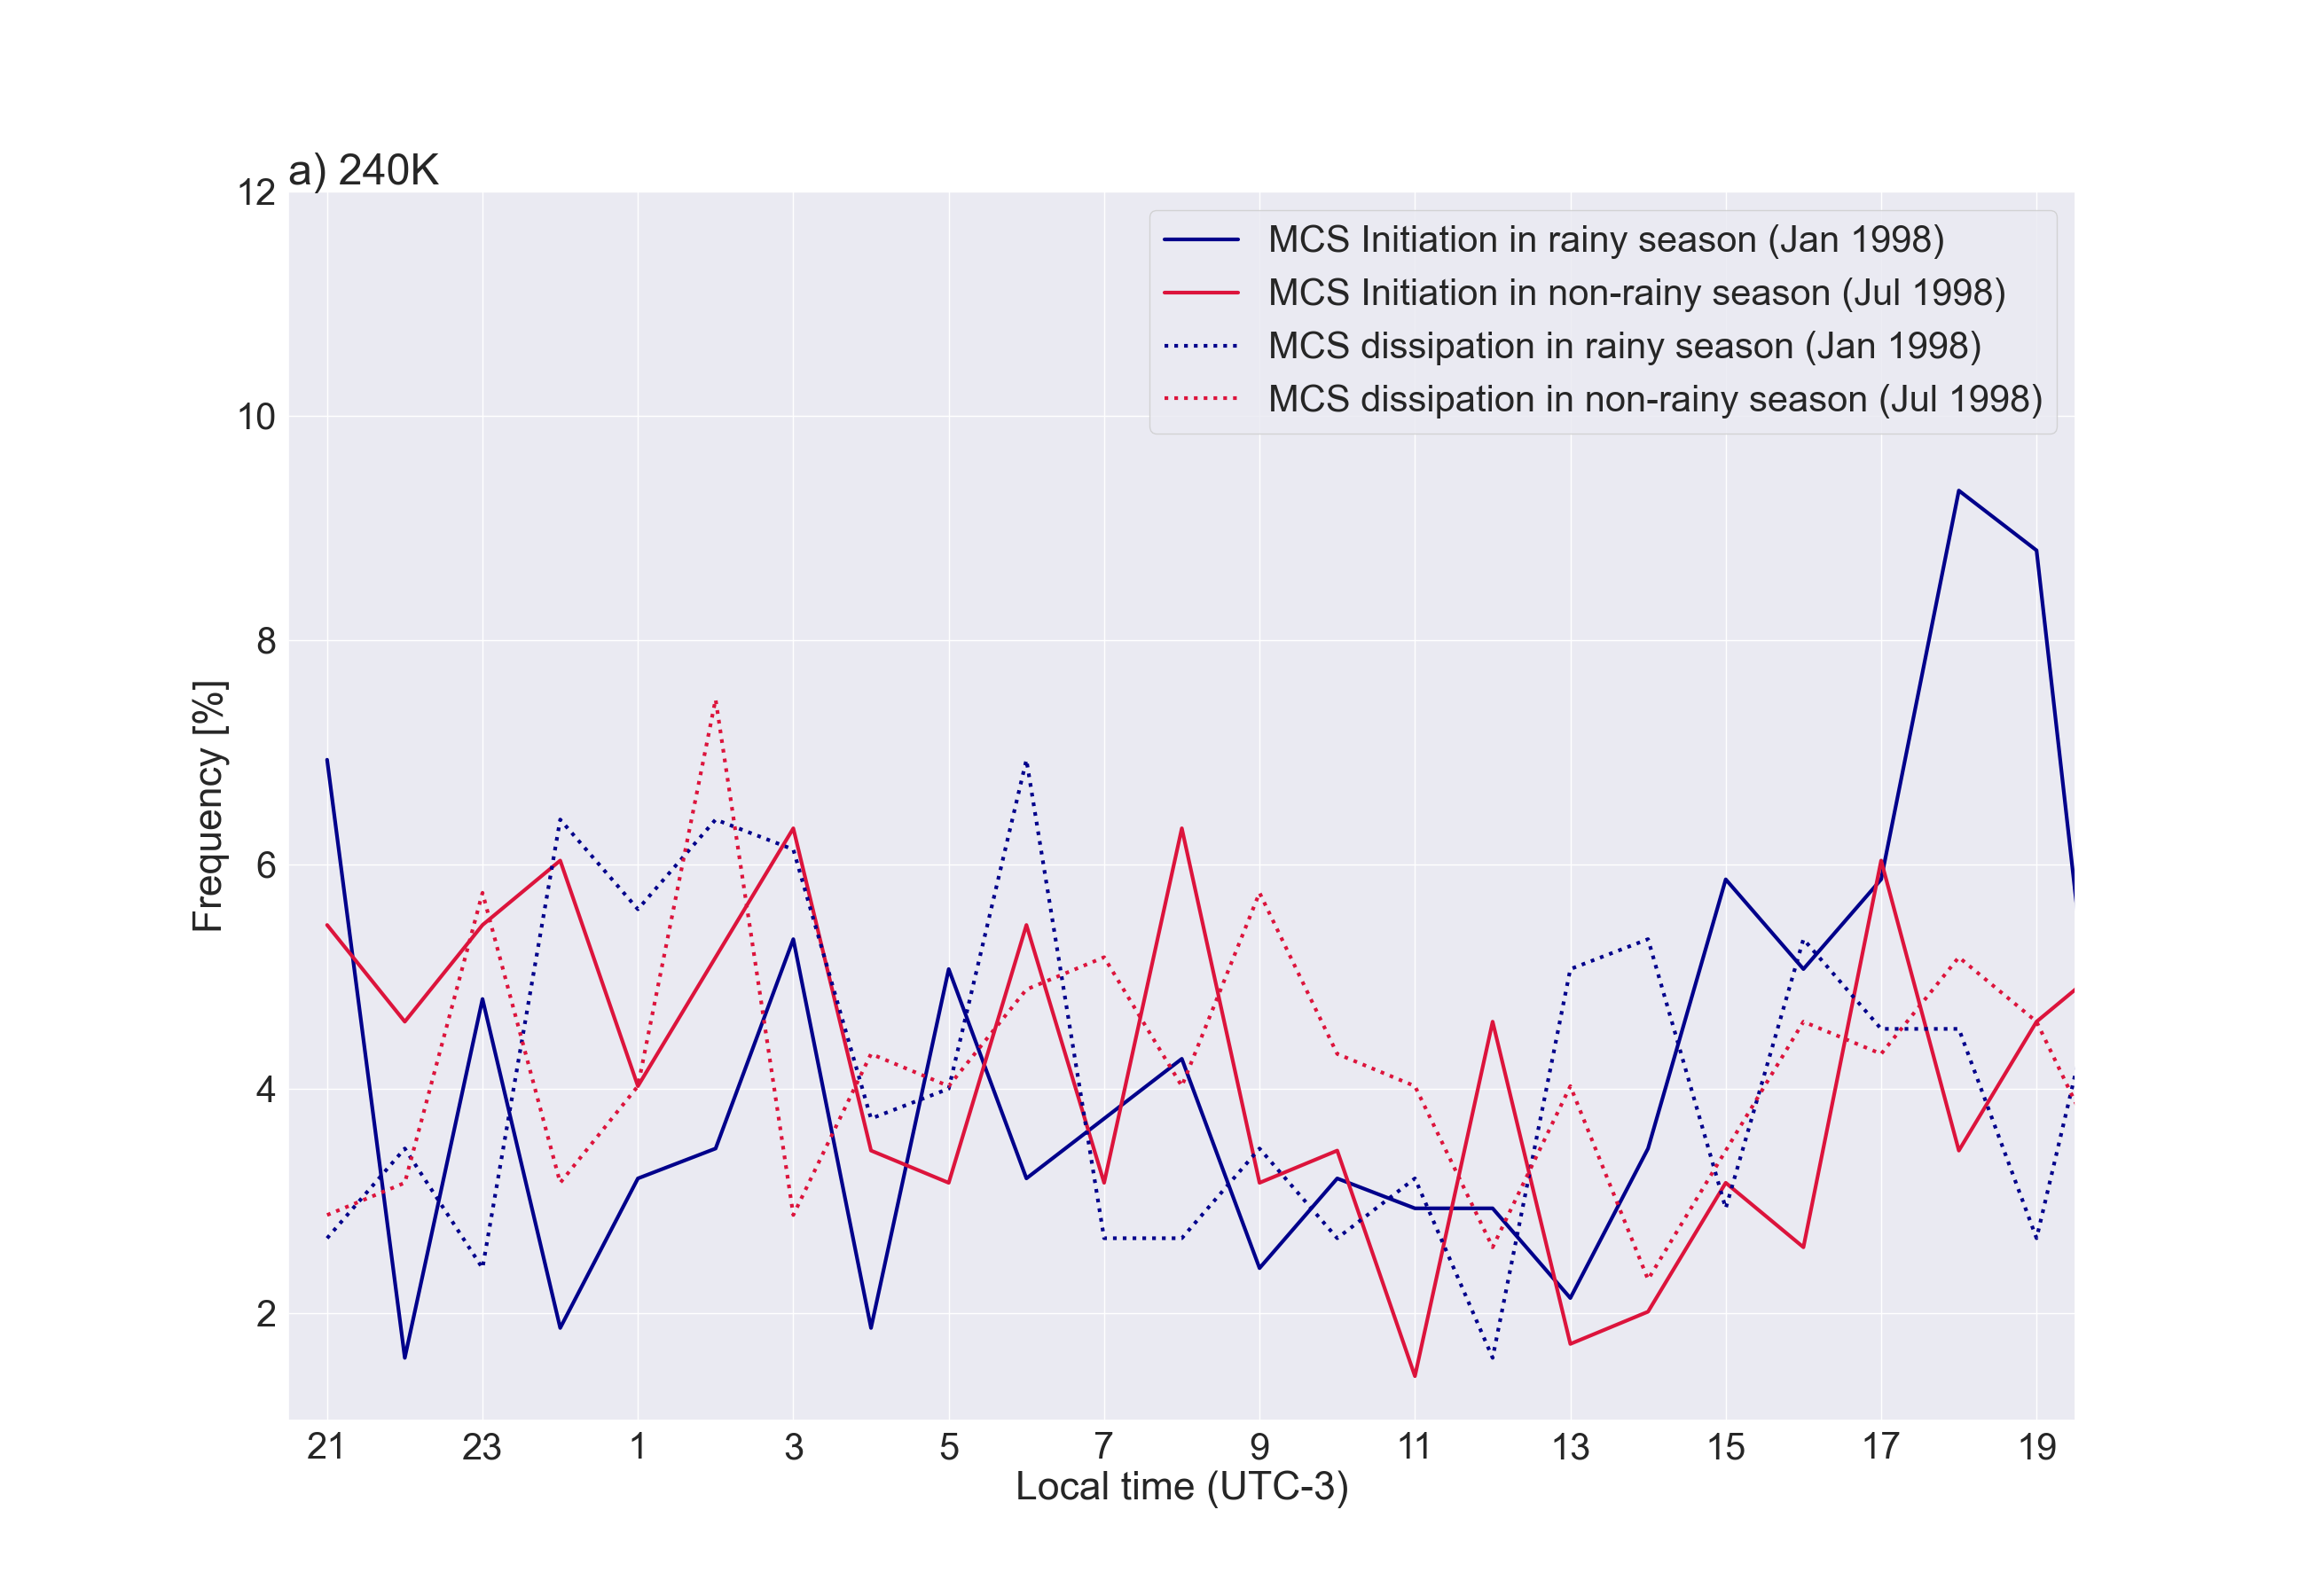 a) 240K
12
10
8
6
4
2
Frequency [%]
MCS Initiation in rainy season (Jan 1998)
MCS Initiation in non-rainy season (Jul 1998)
MCS dissipation in rainy season (Jan 1998)
MCS dissipation in non-rainy season (Jul 1998)
21 23 1 3 5 7 9 11 13 15 17 19
Local time (UTC-3)